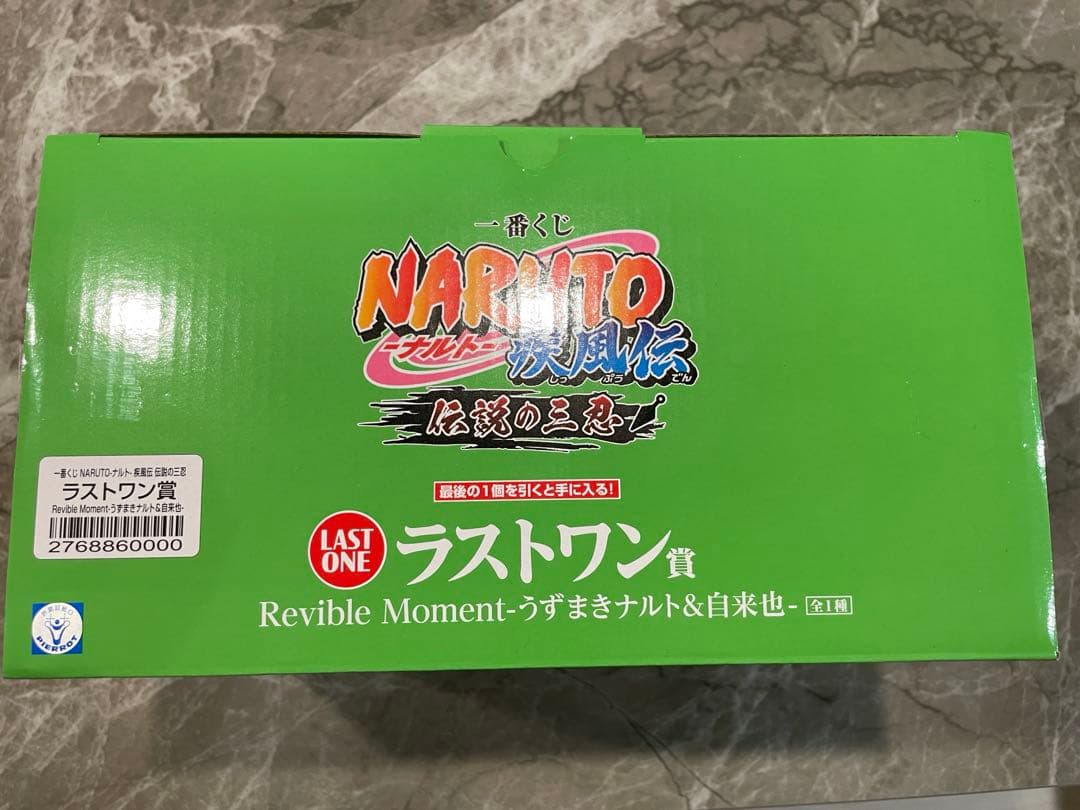 一番くじ
NARUTO
-ナルト-
疾風伝
しっ ぷう でん
伝説の三忍
一番くじ NARUTO-ナルト- 疾風伝 伝説の三忍
ラストワン賞
Revible Moment-うずまきナルト&自来也-
2768860000
最後の1個を引くと手に入る!
LAST
ONE
ラストワン賞
Revible Moment-うずまきナルト&自来也- 全1種
PIERROT